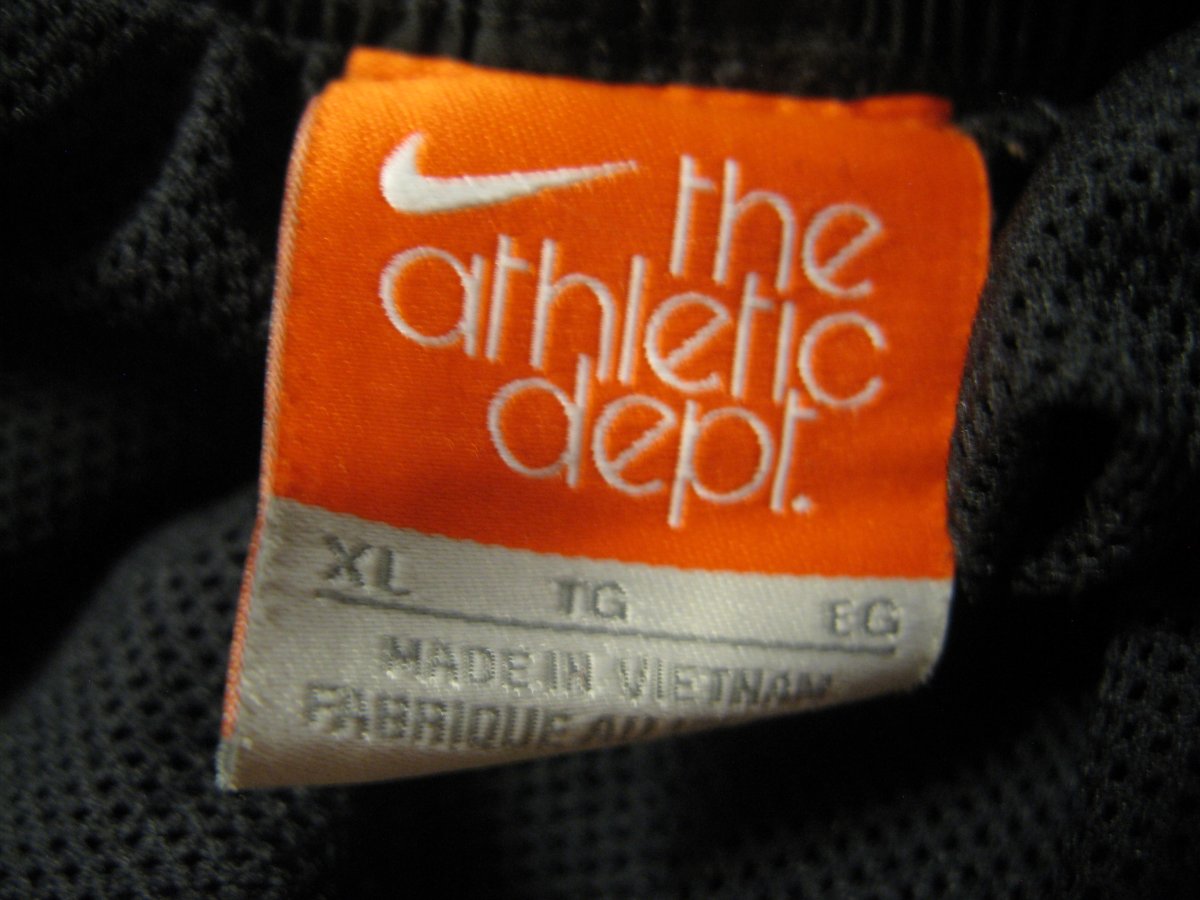 the
athletic
dept.
XL TG EG
MADE IN VIETNAM
FABRIQUE AU